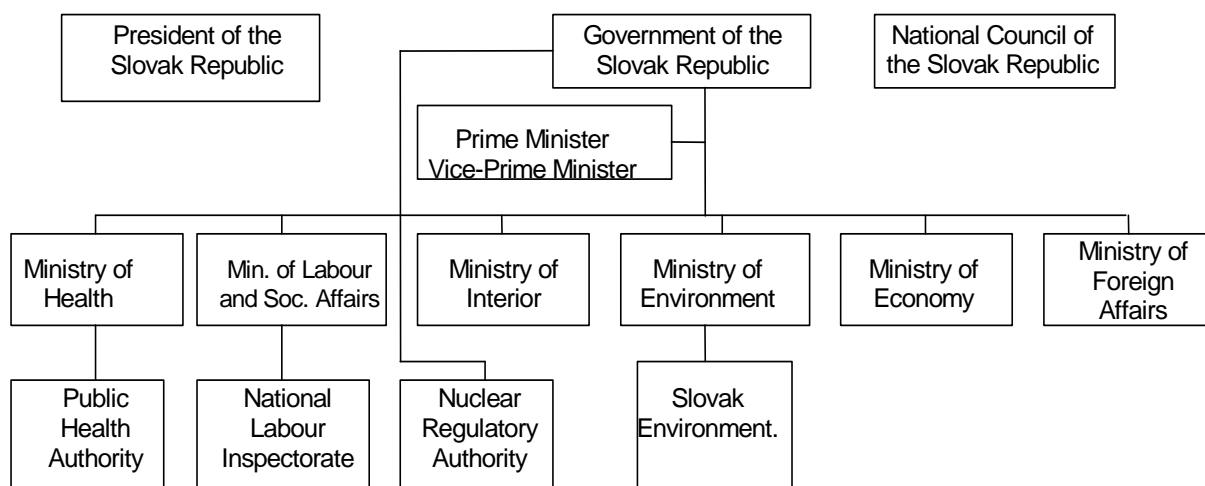 President of the
Slovak Republic
Government of the
Slovak Republic
National Council of
the Slovak Republic
Prime Minister
Vice-Prime Minister
Ministry of
Health
Min. of Labour
and Soc. Affairs
Ministry of
Interior
Ministry of
Environment
Ministry of
Economy
Ministry of
Foreign
Affairs
Public
Health
Authority
National
Labour
Inspectorate
Nuclear
Regulatory
Authority
Slovak
Environment.